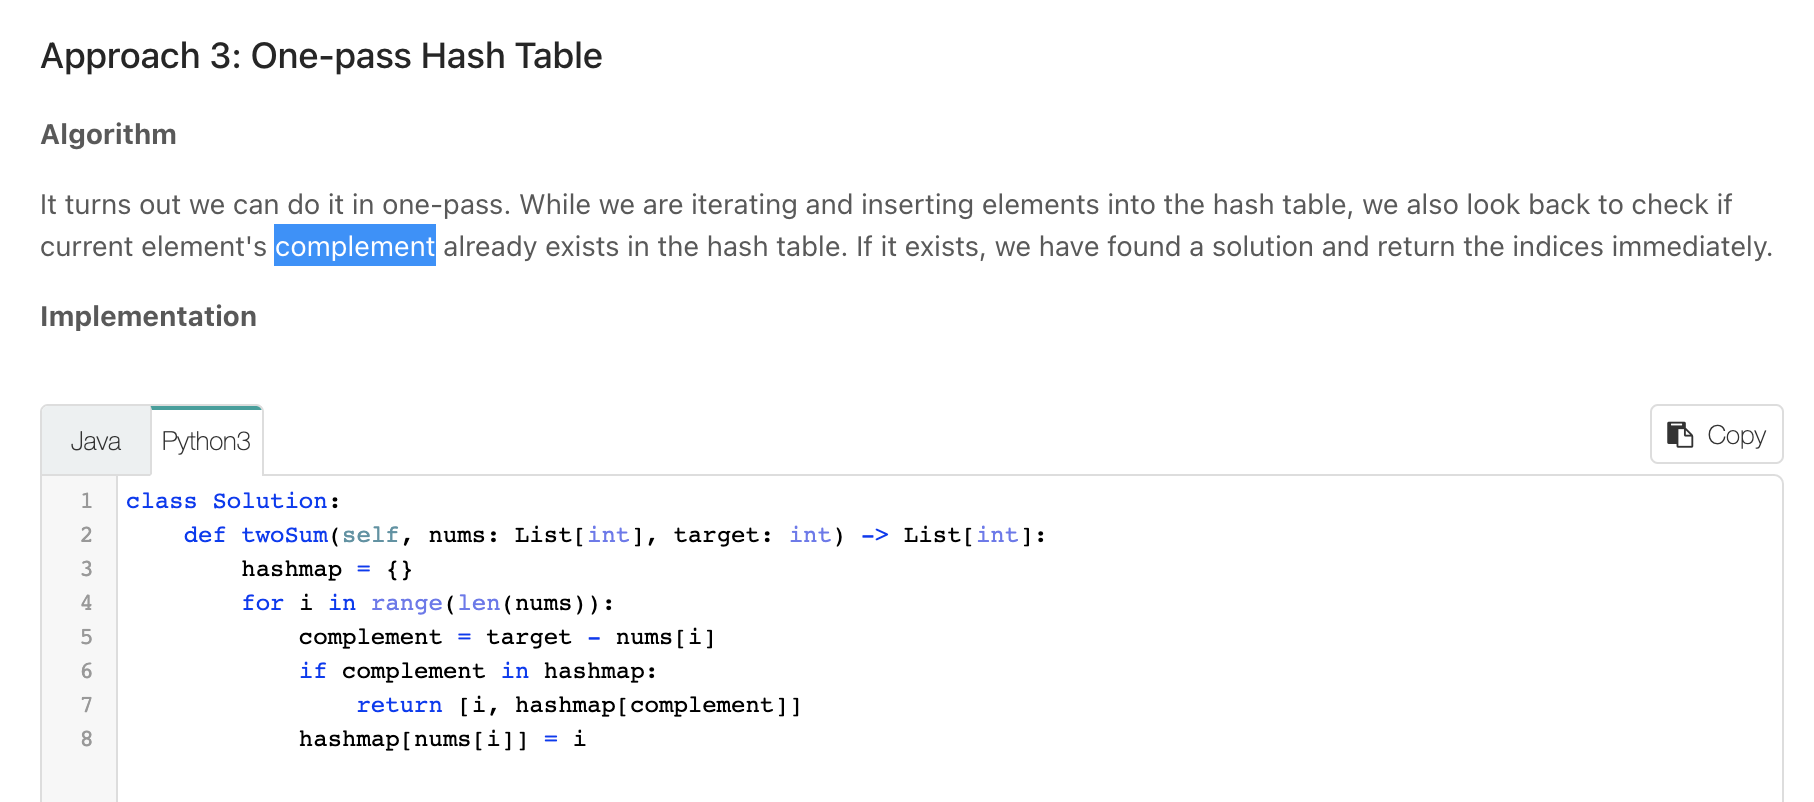 Approach 3: One-pass Hash Table
Algorithm
It turns out we can do it in one-pass. While we are iterating and inserting elements into the hash table, we also look back to check if
current element's complement already exists in the hash table. If it exists, we have found a solution and return the indices immediately.
Implementation
Java Python3 Copy
1 class Solution:
2     def twoSum(self, nums: List[int], target: int) -> List[int]:
3         hashmap = {}
4         for i in range(len(nums)):
5             complement = target - nums[i]
6             if complement in hashmap:
7                 return [i, hashmap[complement]]
8             hashmap[nums[i]] = i